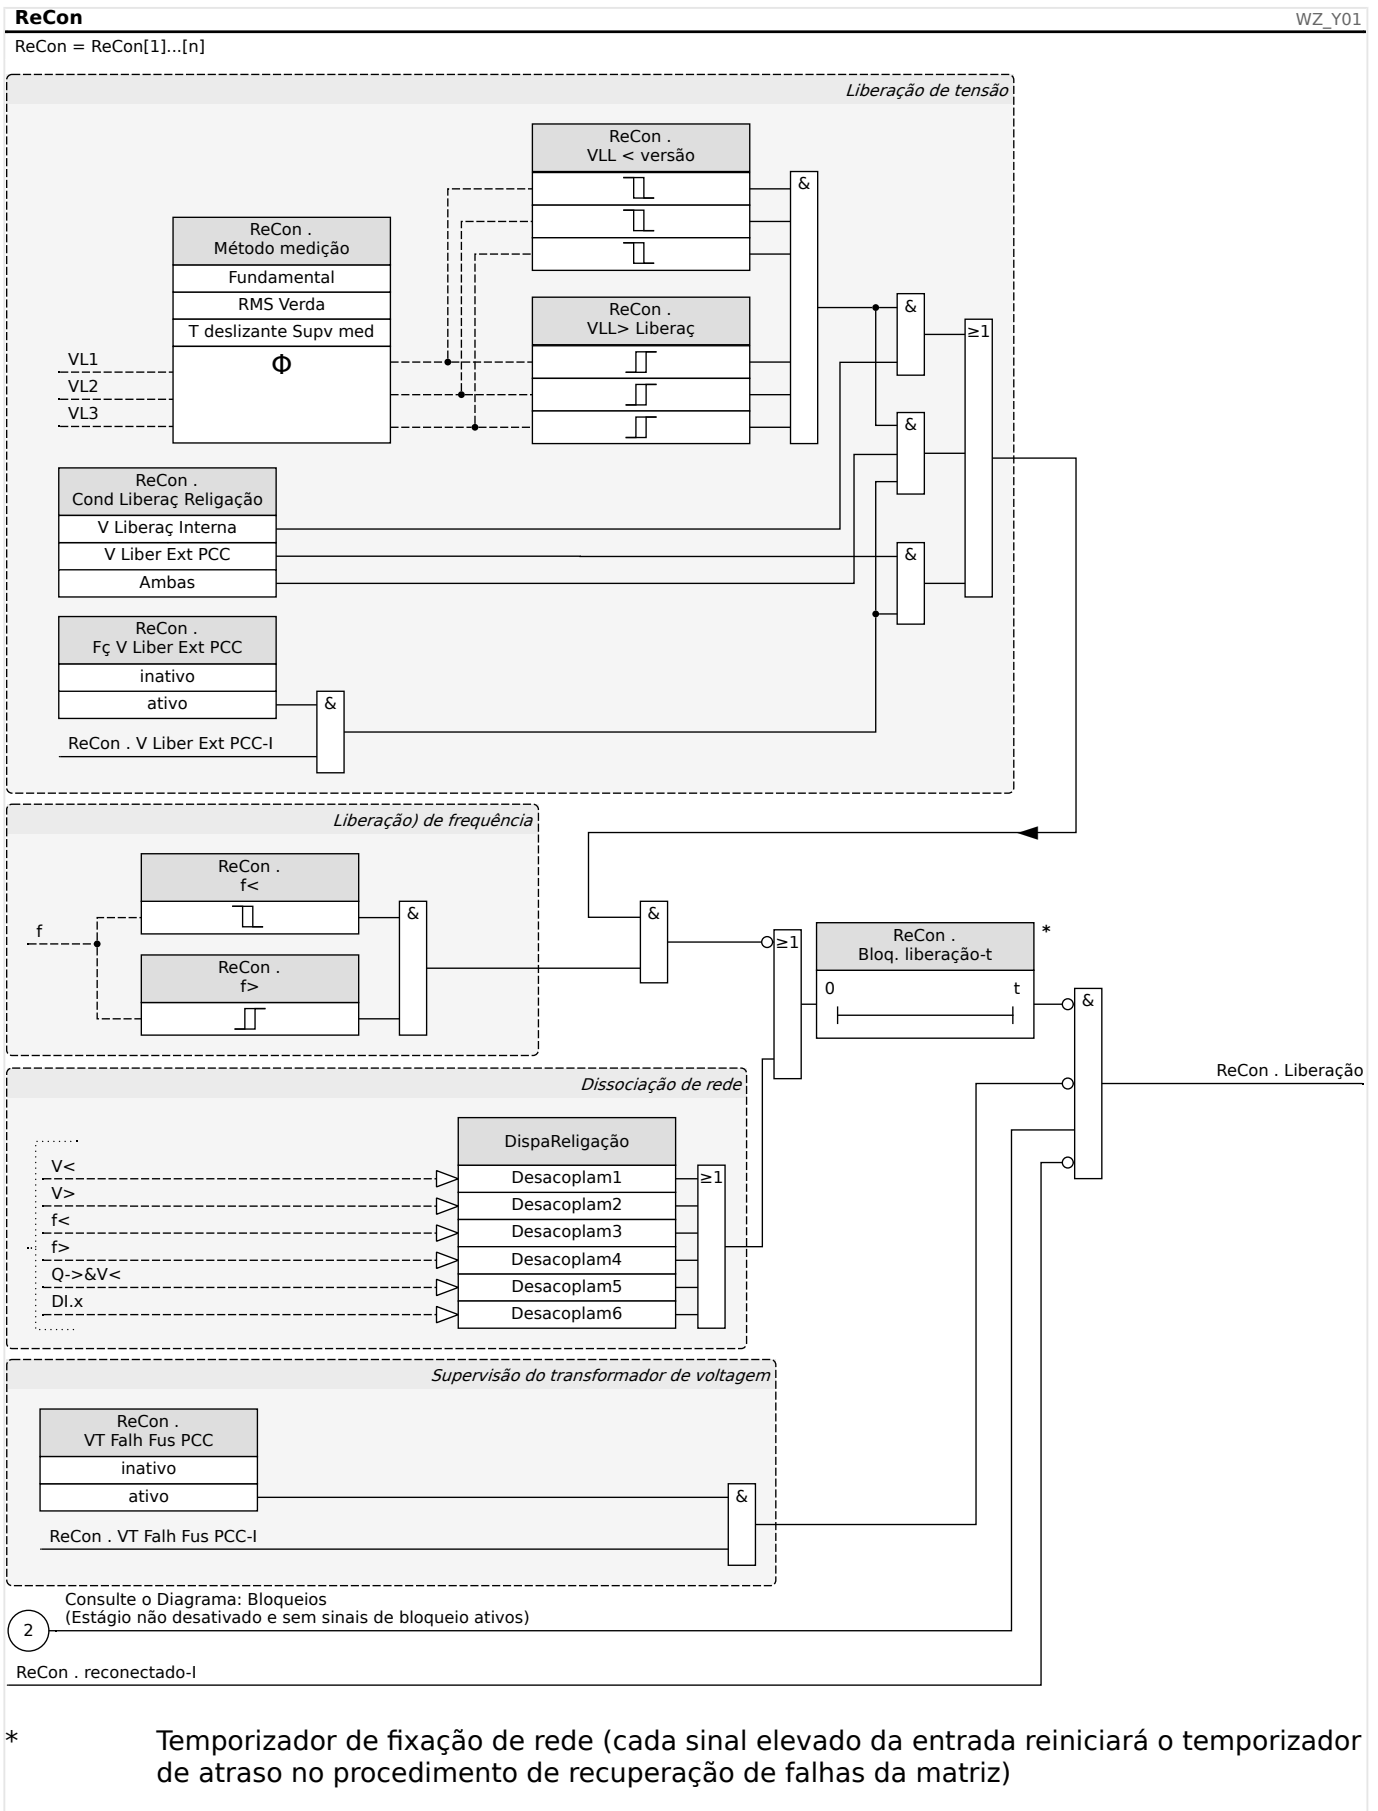 ReCon
WZ_Y01
ReCon = ReCon[1]...[n]
Liberação de tensão
ReCon .
VLL < versão
&
ReCon .
Método medição
Fundamental
RMS Verda
T deslizante Supv med
Φ
ReCon .
VLL> Liberaç
&
≥1
VL1
VL2
VL3
&
ReCon .
Cond Liberaç Religação
V Liberaç Interna
V Liber Ext PCC
Ambas
&
ReCon .
Fç V Liber Ext PCC
inativo
ativo
&
ReCon . V Liber Ext PCC-I
Liberação) de frequência
ReCon .
f<
&
f
ReCon .
f>
&
≥1
ReCon .
Bloq. liberação-t
*
0 t
&
ReCon . Liberação
Dissociação de rede
DispaReligação
V<
Desacoplam1
≥1
V>
Desacoplam2
f<
Desacoplam3
f>
Desacoplam4
Q->&V<
Desacoplam5
DI.x
Desacoplam6
Supervisão do transformador de voltagem
ReCon .
VT Falh Fus PCC
inativo
ativo
&
ReCon . VT Falh Fus PCC-I
Consulte o Diagrama: Bloqueios
(Estágio não desativado e sem sinais de bloqueio ativos)
2
ReCon . reconectado-I
* Temporizador de fixação de rede (cada sinal elevado da entrada reiniciará o temporizador
de atraso no procedimento de recuperação de falhas da matriz)